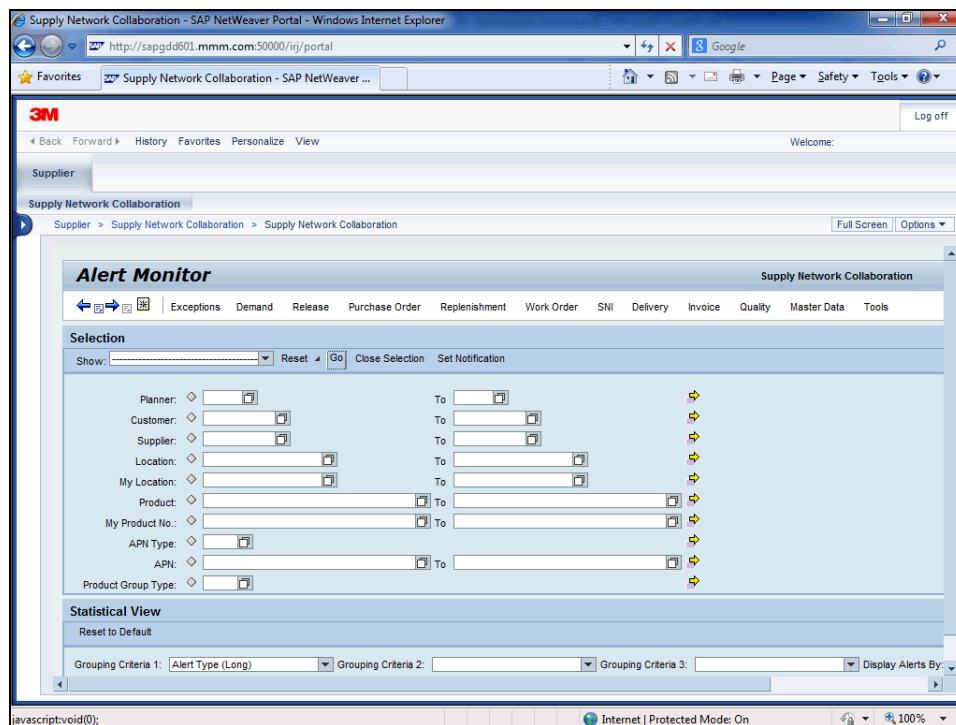 Supply Network Collaboration - SAP NetWeaver Portal - Windows Internet Explorer
http://sapgdd601.mmm.com:50000/irj/portal
Google
Favorites Supply Network Collaboration - SAP NetWeaver ...
Page Safety Tools
3M
Log off
Back Forward History Favorites Personalize View Welcome:
Supplier
Supply Network Collaboration
Supplier > Supply Network Collaboration > Supply Network Collaboration Full Screen Options
Alert Monitor Supply Network Collaboration
Exceptions Demand Release Purchase Order Replenishment Work Order SNI Delivery Invoice Quality Master Data Tools
Selection
Show: Reset Go Close Selection Set Notification
Planner: To
Customer: To
Supplier: To
Location: To
My Location: To
Product: To
My Product No.: To
APN Type:
APN: To
Product Group Type:
Statistical View
Reset to Default
Grouping Criteria 1: Alert Type (Long) Grouping Criteria 2: Grouping Criteria 3: Display Alerts By:
javascript:void(0); Internet | Protected Mode: On 100%